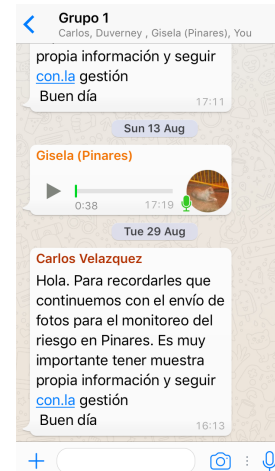 Grupo 1
Carlos, Duverney , Gisela (Pinares), You
propia información y seguir
con.la gestión
Buen día
17:11
Sun 13 Aug
Gisela (Pinares)
0:38
17:19
Tue 29 Aug
Carlos Velazquez
Hola. Para recordarles que
continuemos con el envío de
fotos para el monitoreo del
riesgo en Pinares. Es muy
importante tener muestra
propia información y seguir
con.la gestión
Buen día
16:13